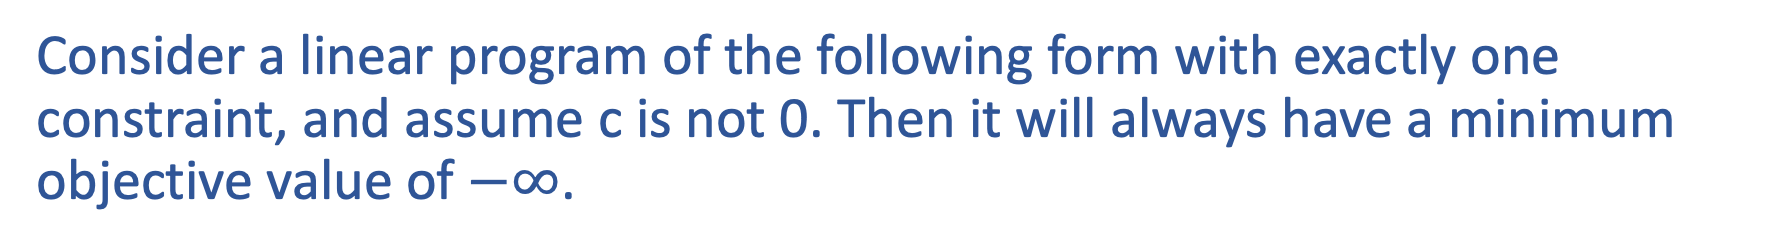 Consider a linear program of the following form with exactly one
constraint, and assume c is not 0. Then it will always have a minimum
objective value of −∞.